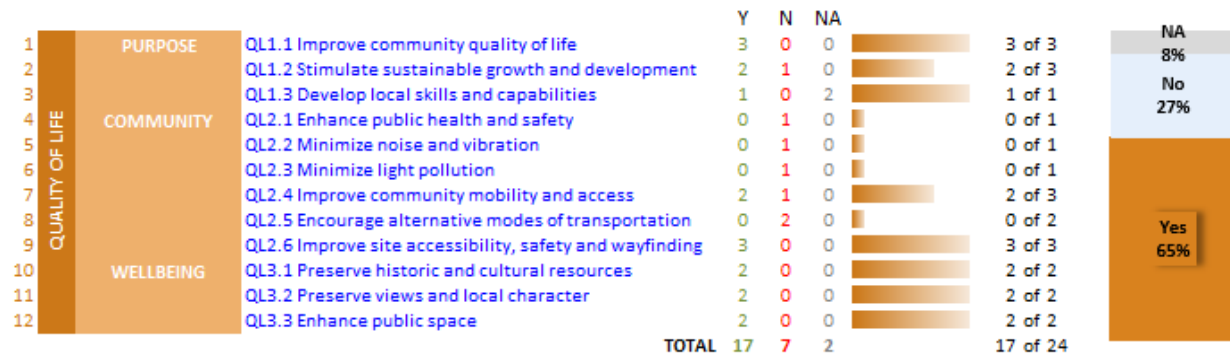 Y N NA
1 PURPOSE QL1.1 Improve community quality of life 3 0 0 3 of 3
2 QL1.2 Stimulate sustainable growth and development 2 1 0 2 of 3
3 QL1.3 Develop local skills and capabilities 1 0 2 1 of 1
4 COMMUNITY QL2.1 Enhance public health and safety 0 1 0 0 of 1
5 QL2.2 Minimize noise and vibration 0 1 0 0 of 1
6 QL2.3 Minimize light pollution 0 1 0 0 of 1
7 QL2.4 Improve community mobility and access 2 1 0 2 of 3
8 QL2.5 Encourage alternative modes of transportation 0 2 0 0 of 2
9 QL2.6 Improve site accessibility, safety and wayfinding 3 0 0 3 of 3
10 WELLBEING QL3.1 Preserve historic and cultural resources 2 0 0 2 of 2
11 QL3.2 Preserve views and local character 2 0 0 2 of 2
12 QL3.3 Enhance public space 2 0 0 2 of 2
TOTAL 17 7 2 17 of 24
QUALITY OF LIFE
NA
8%
No
27%
Yes
65%